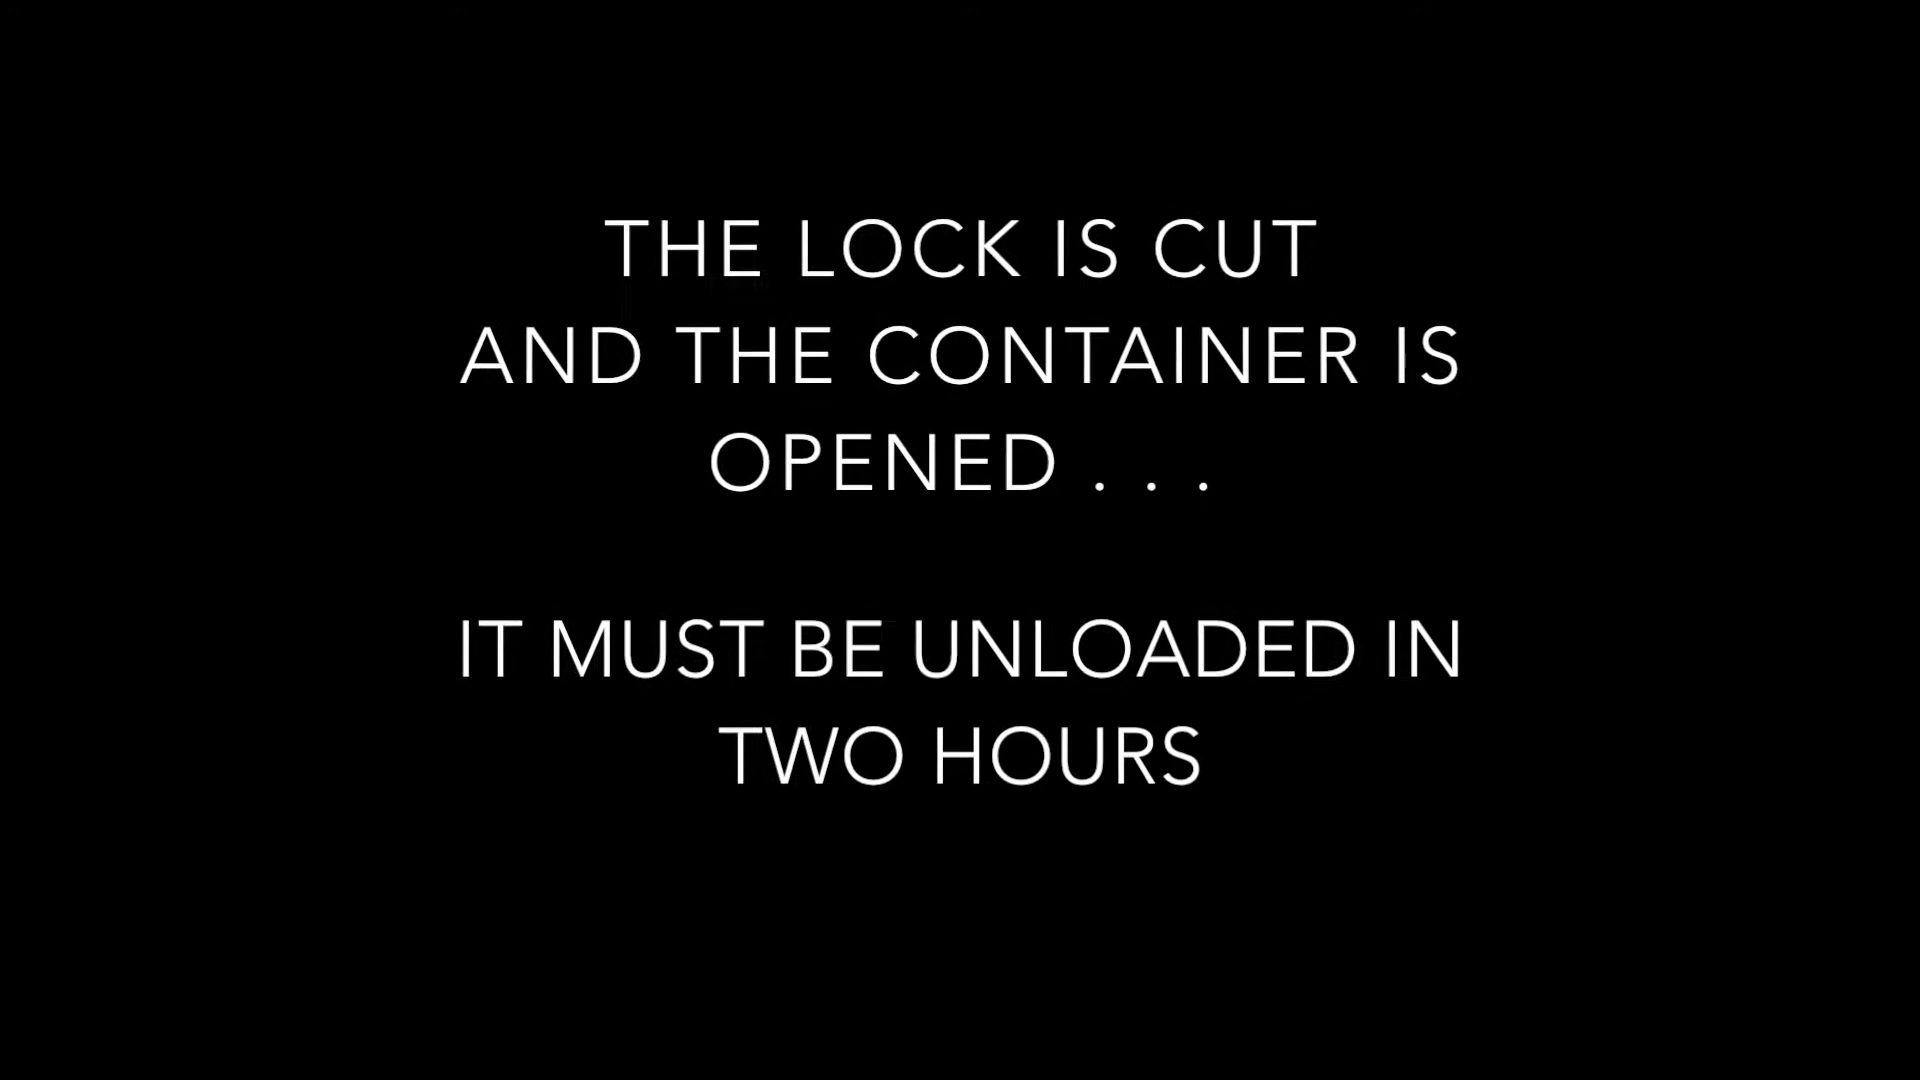 THE LOCK IS CUT
AND THE CONTAINER IS
OPENED . . .
IT MUST BE UNLOADED IN
TWO HOURS